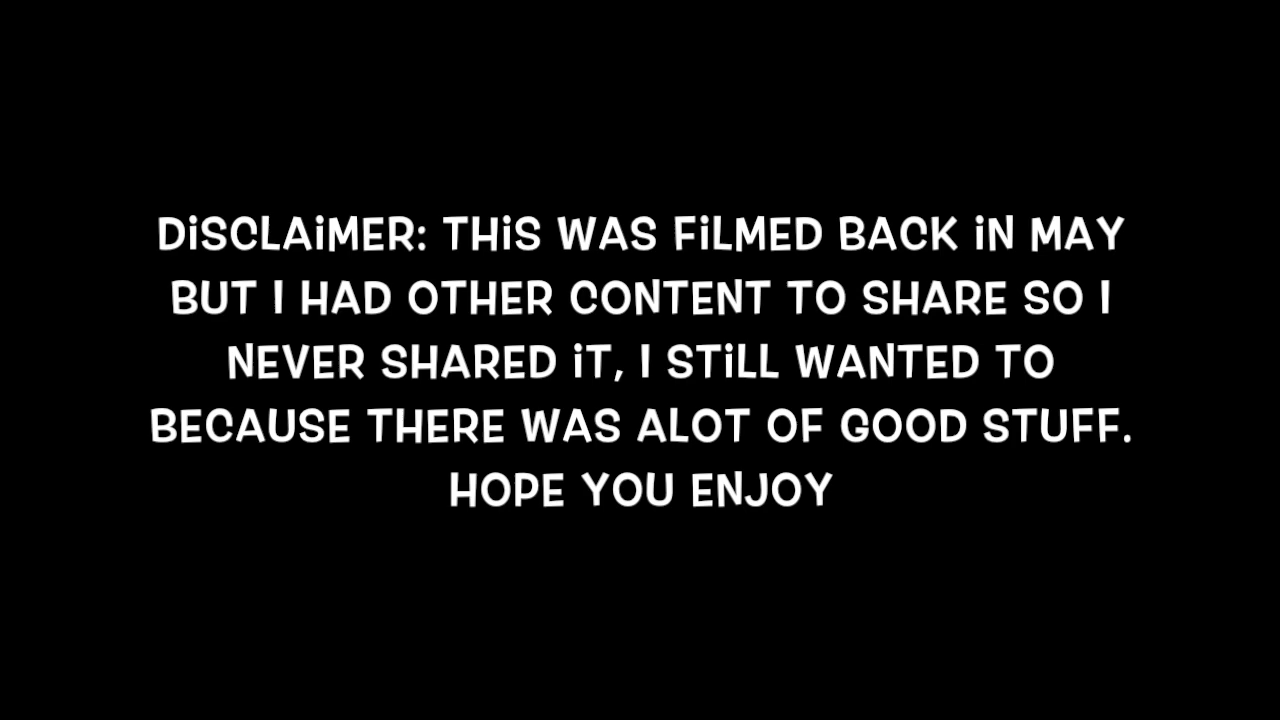 DiSCLAiMER: THiS WAS FiLMED BACK iN MAY
BUT I HAD OTHER CONTENT TO SHARE SO I
NEVER SHARED iT, I STiLL WANTED TO
BECAUSE THERE WAS ALOT OF GOOD STUFF.
HOPE YOU ENJOY